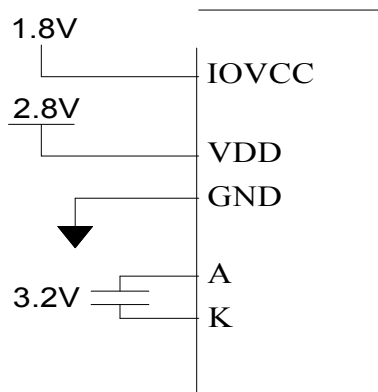 1.8V
IOVCC
2.8V
VDD
GND
A
3.2V
K